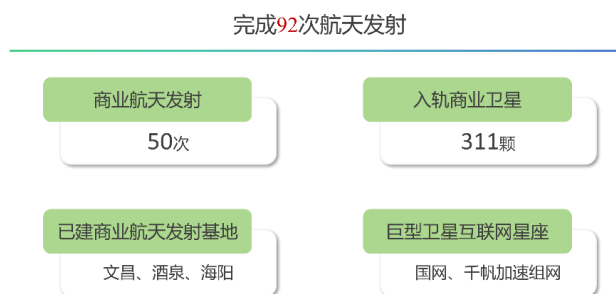 完成92次航天发射
商业航天发射
50次
入轨商业卫星
311颗
已建商业航天发射基地
文昌、酒泉、海阳
巨型卫星互联网星座
国网、千帆加速组网